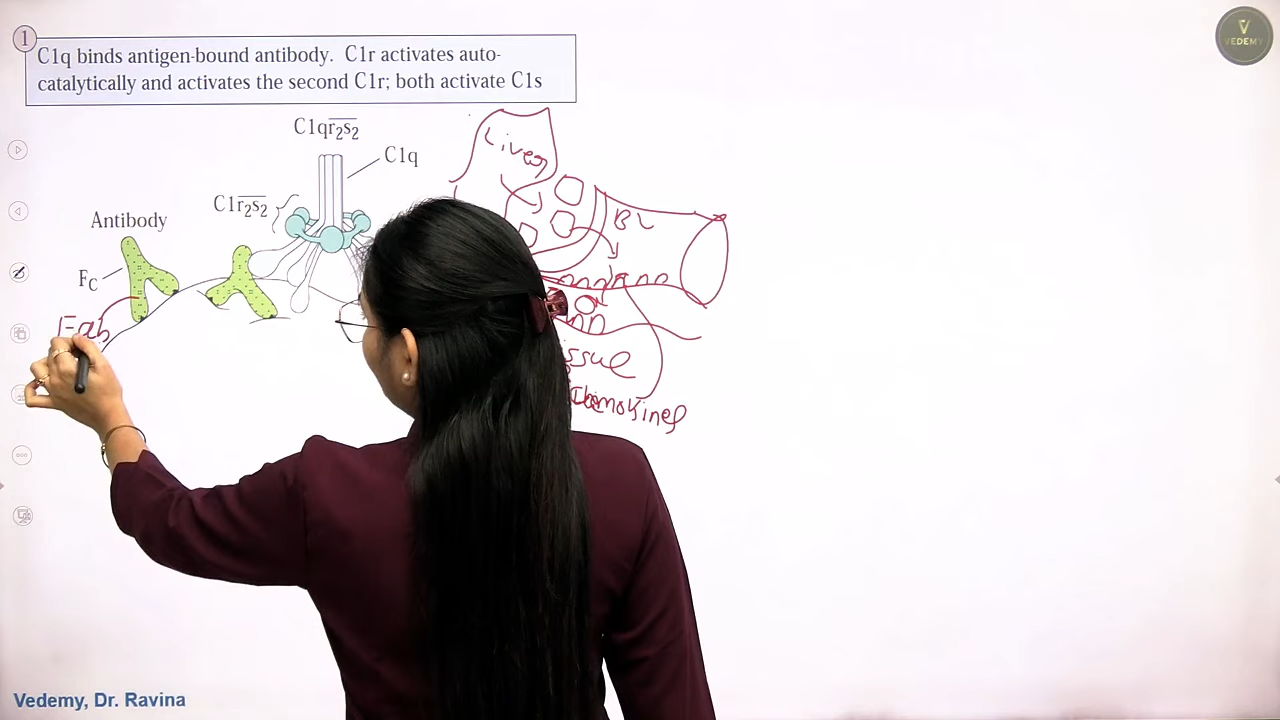 1
C1q binds antigen-bound antibody. C1r activates auto-
catalytically and activates the second C1r; both activate C1s
V
VEDEMY
C1qr₂s₂
C1q
Liver
C1r₂s₂
Antibody
BL
Fc
Fab
issue
Chemokines
Vedemy, Dr. Ravina